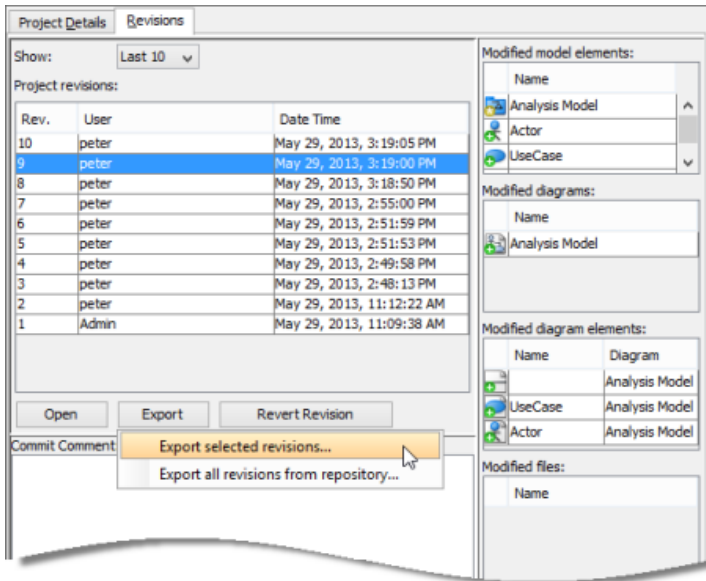 Project Details Revisions
Show: Last 10
Project revisions:
Rev. User Date Time
10 peter May 29, 2013, 3:19:05 PM
9 peter May 29, 2013, 3:19:00 PM
8 peter May 29, 2013, 3:18:50 PM
7 peter May 29, 2013, 2:55:00 PM
6 peter May 29, 2013, 2:51:59 PM
5 peter May 29, 2013, 2:51:53 PM
4 peter May 29, 2013, 2:49:58 PM
3 peter May 29, 2013, 2:48:13 PM
2 peter May 29, 2013, 11:12:22 AM
1 Admin May 29, 2013, 11:09:38 AM
Open Export Revert Revision
Commit Comment
Export selected revisions...
Export all revisions from repository...
Modified model elements:
Name
Analysis Model
Actor
UseCase
Modified diagrams:
Name
Analysis Model
Modified diagram elements:
Name Diagram
Analysis Model
UseCase Analysis Model
Actor Analysis Model
Modified files:
Name